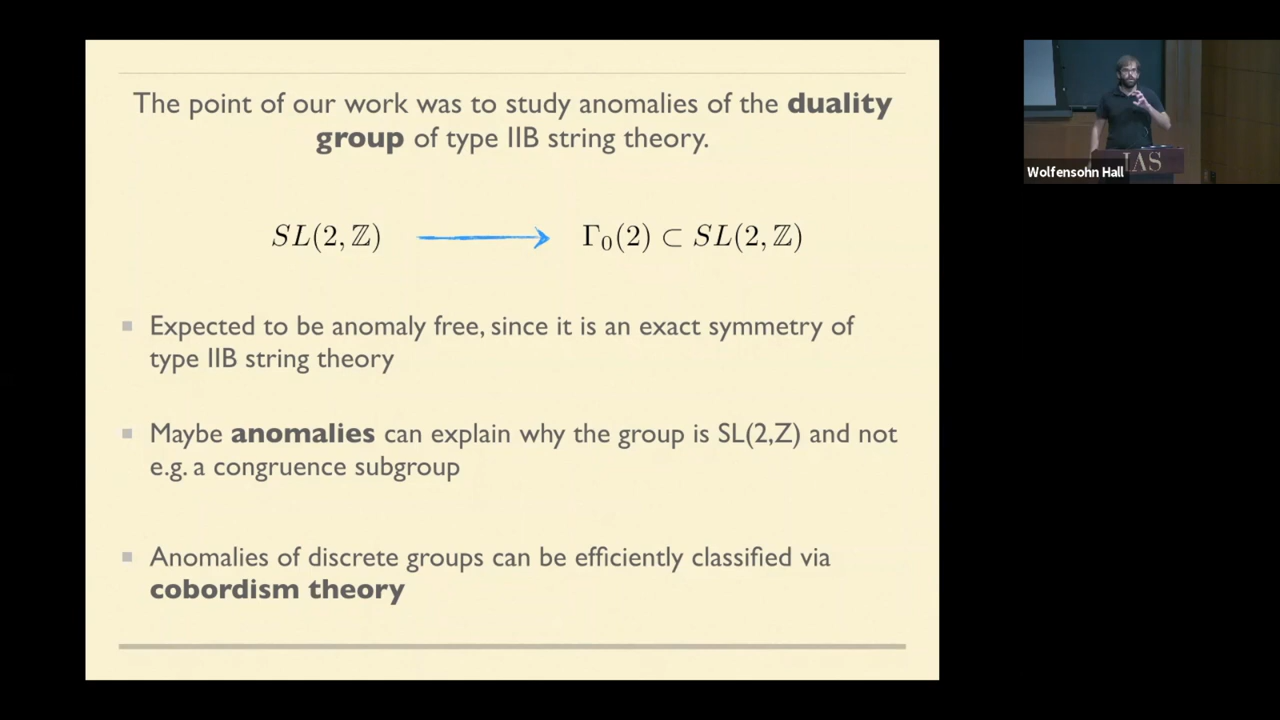 The point of our work was to study anomalies of the duality
group of type IIB string theory.
SL(2, ℤ) → Γ₀(2) ⊂ SL(2, ℤ)
Expected to be anomaly free, since it is an exact symmetry of
type IIB string theory
Maybe anomalies can explain why the group is SL(2,Z) and not
e.g. a congruence subgroup
Anomalies of discrete groups can be efficiently classified via
cobordism theory
IAS
Wolfensohn Hall